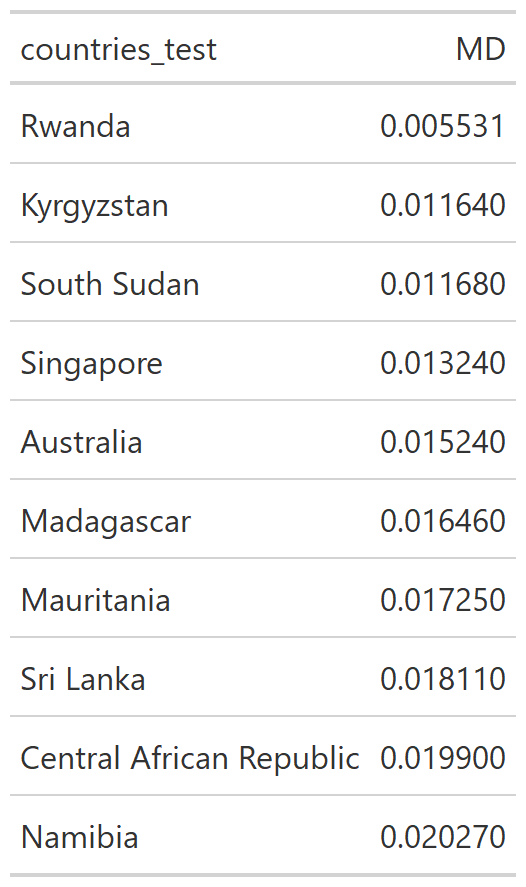 countries_test MD
Rwanda 0.005531
Kyrgyzstan 0.011640
South Sudan 0.011680
Singapore 0.013240
Australia 0.015240
Madagascar 0.016460
Mauritania 0.017250
Sri Lanka 0.018110
Central African Republic 0.019900
Namibia 0.020270